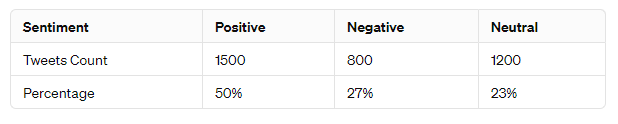 Sentiment Positive Negative Neutral
Tweets Count 1500 800 1200
Percentage 50% 27% 23%